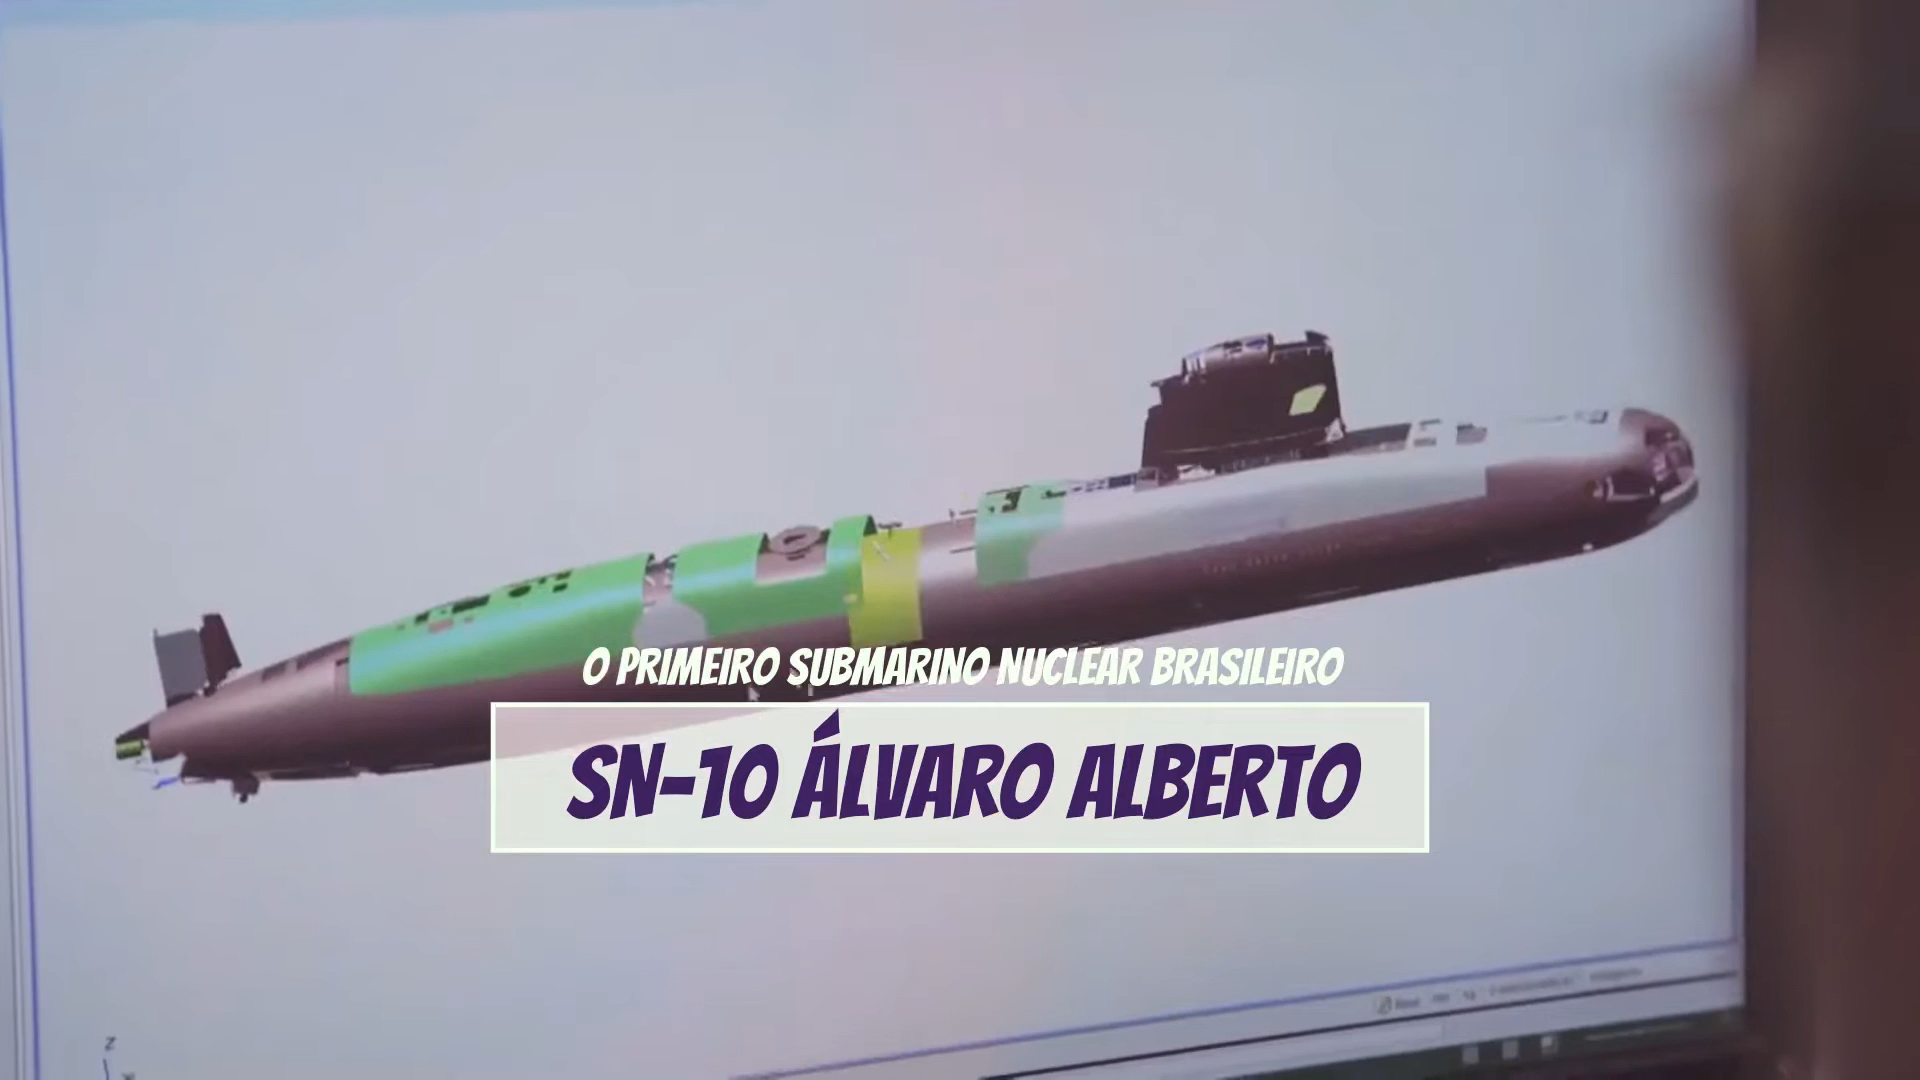 O PRIMEIRO SUBMARINO NUCLEAR BRASILEIRO
SN-10 ÁLVARO ALBERTO
Z